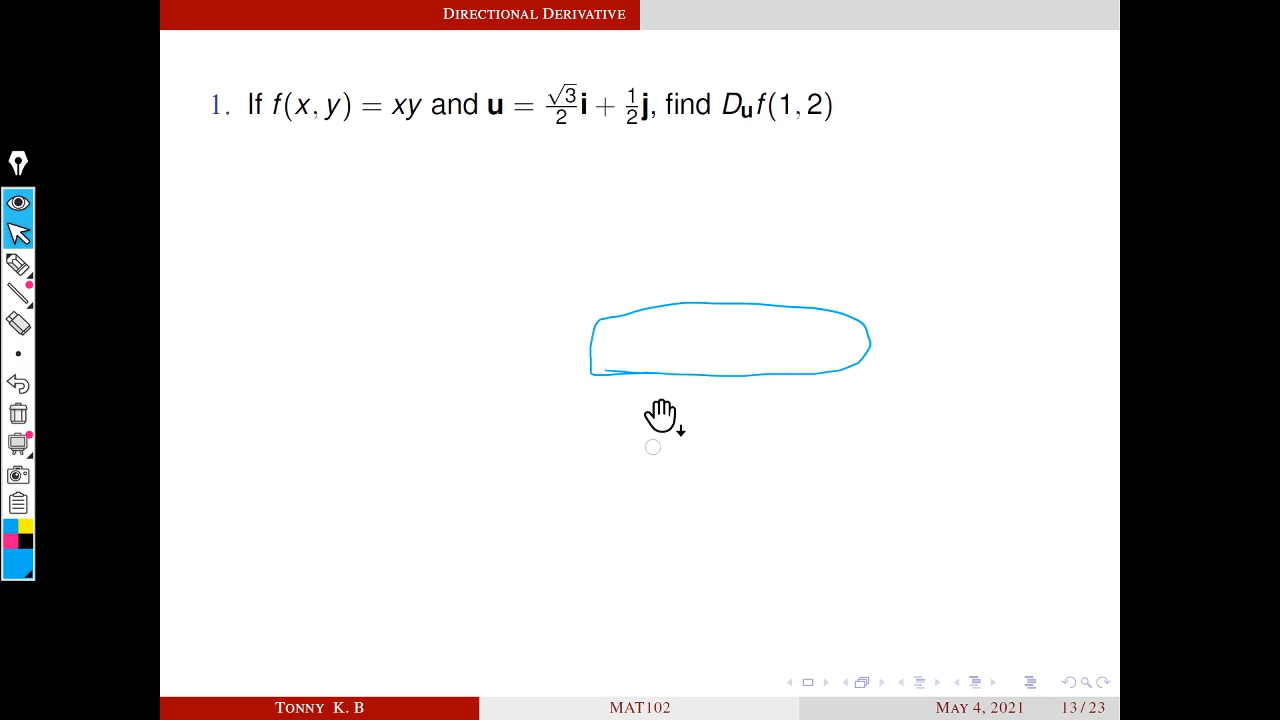 DIRECTIONAL DERIVATIVE
1. If f(x, y) = xy and u = √3/2 i + 1/2 j, find D_u f(1, 2)
TONNY K. B MAT102 MAY 4, 2021 13 / 23